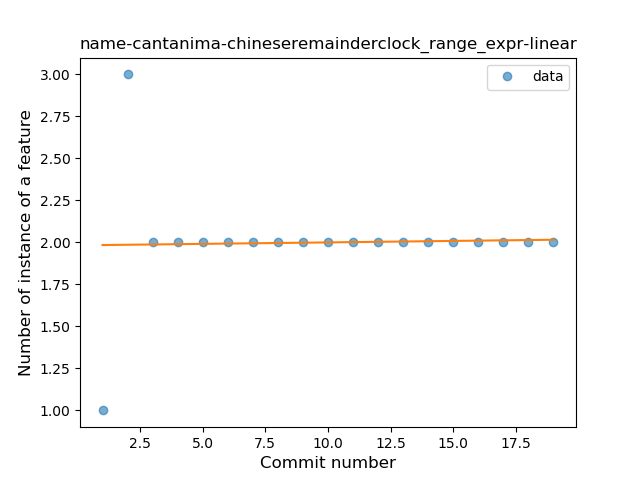 name-cantanima-chineseremainderclock_range_expr-linear
data
Number of instance of a feature
3.00
2.75
2.50
2.25
2.00
1.75
1.50
1.25
1.00
2.5 5.0 7.5 10.0 12.5 15.0 17.5
Commit number